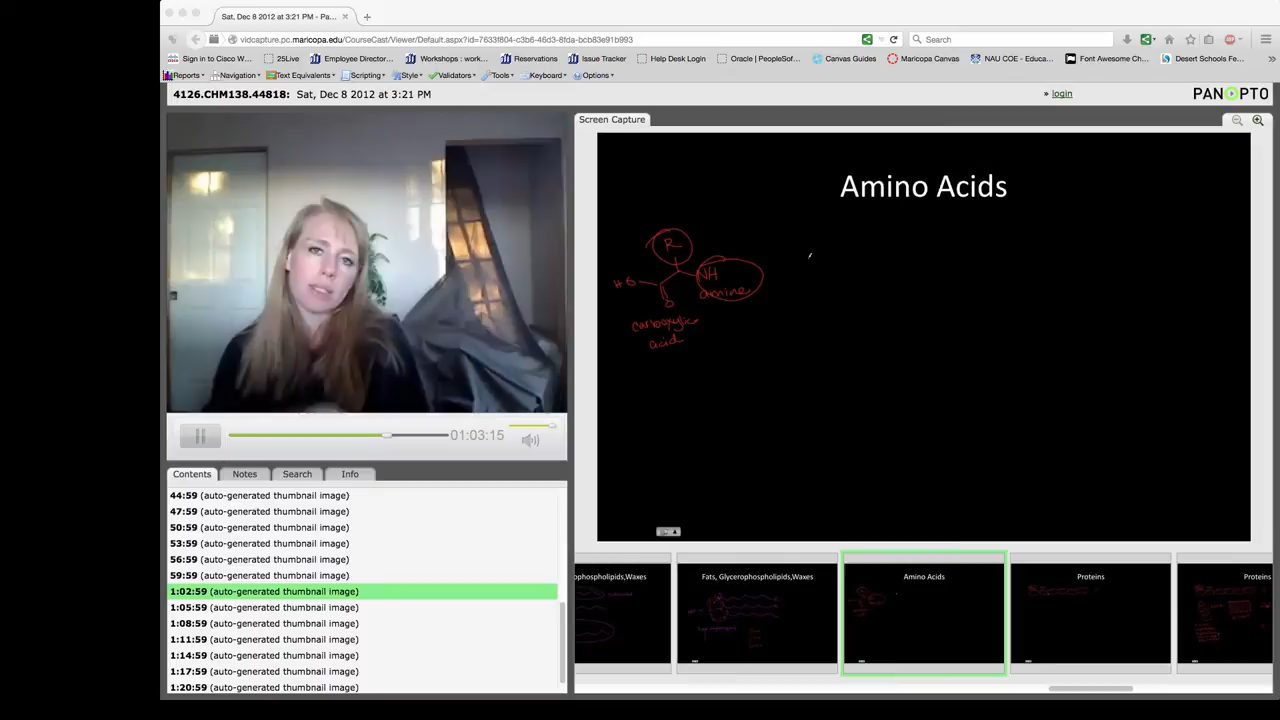 Sat, Dec 8 2012 at 3:21 PM - Pa...
vidcapture.pc.maricopa.edu/CourseCast/Viewer/Default.aspx?id=7633f804-c3b6-46d3-8fda-bcb83e91b993
Search
Sign in to Cisco W... 25Live Employee Director... Workshops : work... Reservations Issue Tracker Help Desk Login Oracle | PeopleSof... Canvas Guides Maricopa Canvas NAU COE - Educa... Font Awesome Ch... Desert Schools Fe...
Reports Navigation Text Equivalents Scripting Style Validators Tools Keyboard Options
4126.CHM138.44818: Sat, Dec 8 2012 at 3:21 PM
» login
PANOPTO
Screen Capture
Amino Acids
R
HO
NH
amine
O
carboxylic
acid
01:03:15
Contents Notes Search Info
44:59 (auto-generated thumbnail image)
47:59 (auto-generated thumbnail image)
50:59 (auto-generated thumbnail image)
53:59 (auto-generated thumbnail image)
56:59 (auto-generated thumbnail image)
59:59 (auto-generated thumbnail image)
1:02:59 (auto-generated thumbnail image)
1:05:59 (auto-generated thumbnail image)
1:08:59 (auto-generated thumbnail image)
1:11:59 (auto-generated thumbnail image)
1:14:59 (auto-generated thumbnail image)
1:17:59 (auto-generated thumbnail image)
1:20:59 (auto-generated thumbnail image)
ophospholipids,Waxes
Fats, Glycerophospholipids,Waxes
Amino Acids
Proteins
Proteins